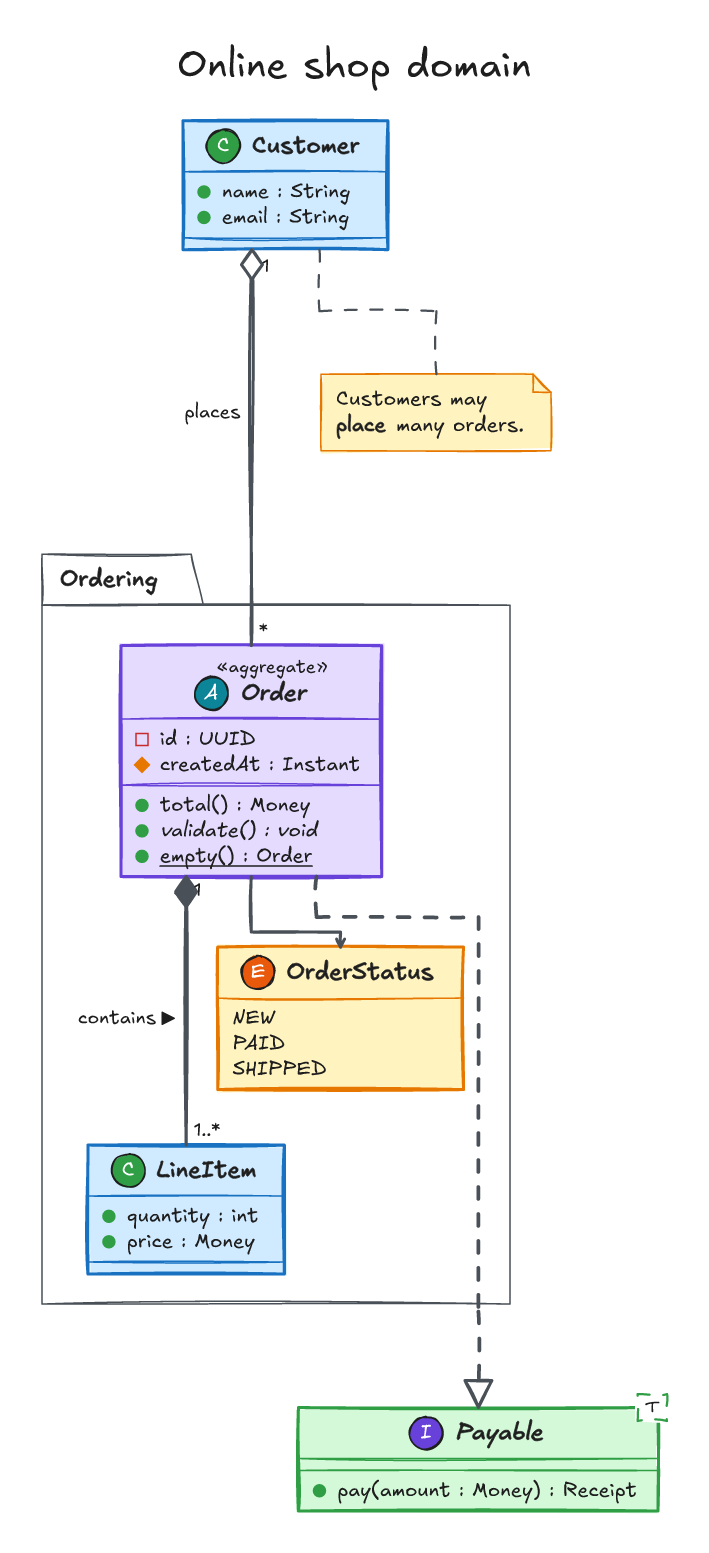 Online shop domain
C Customer
name : String
email : String
1
Customers may
place many orders.
places
Ordering
*
«aggregate»
A Order
id : UUID
createdAt : Instant
total() : Money
validate() : void
empty() : Order
1
E OrderStatus
NEW
PAID
SHIPPED
contains ▶
1..*
C LineItem
quantity : int
price : Money
T
I Payable
pay(amount : Money) : Receipt